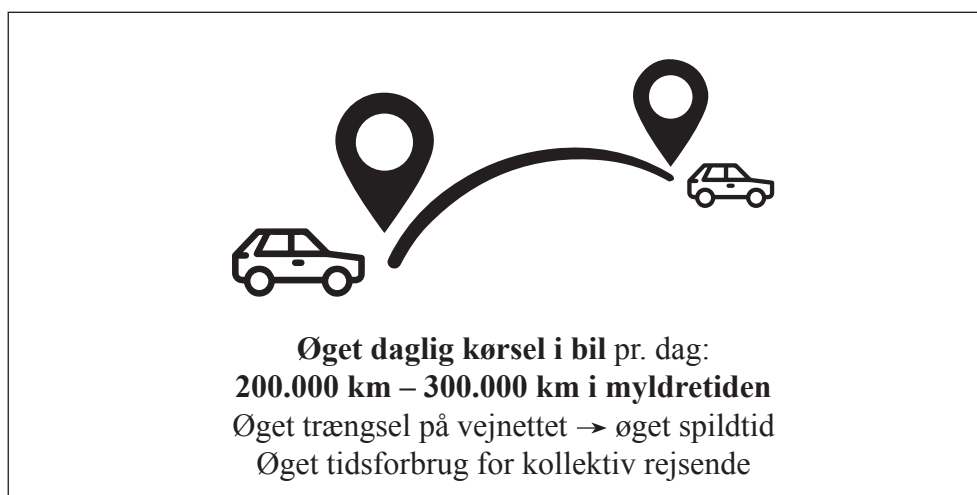 Øget daglig kørsel i bil pr. dag:
200.000 km – 300.000 km i myldretiden
Øget trængsel på vejnettet → øget spildtid
Øget tidsforbrug for kollektiv rejsende